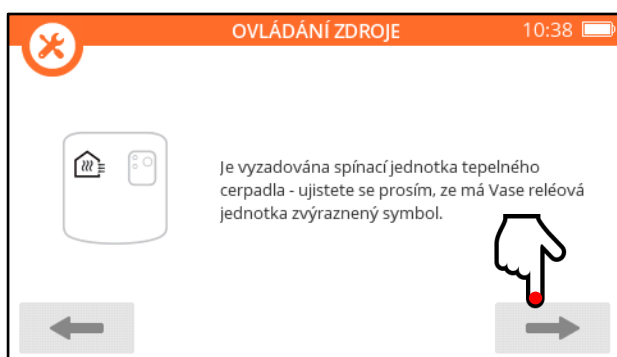 OVLÁDÁNÍ ZDROJE 10:38
Je vyzadována spínací jednotka tepelného
cerpadla - ujistete se prosím, ze má Vase reléová
jednotka zvýraznený symbol.